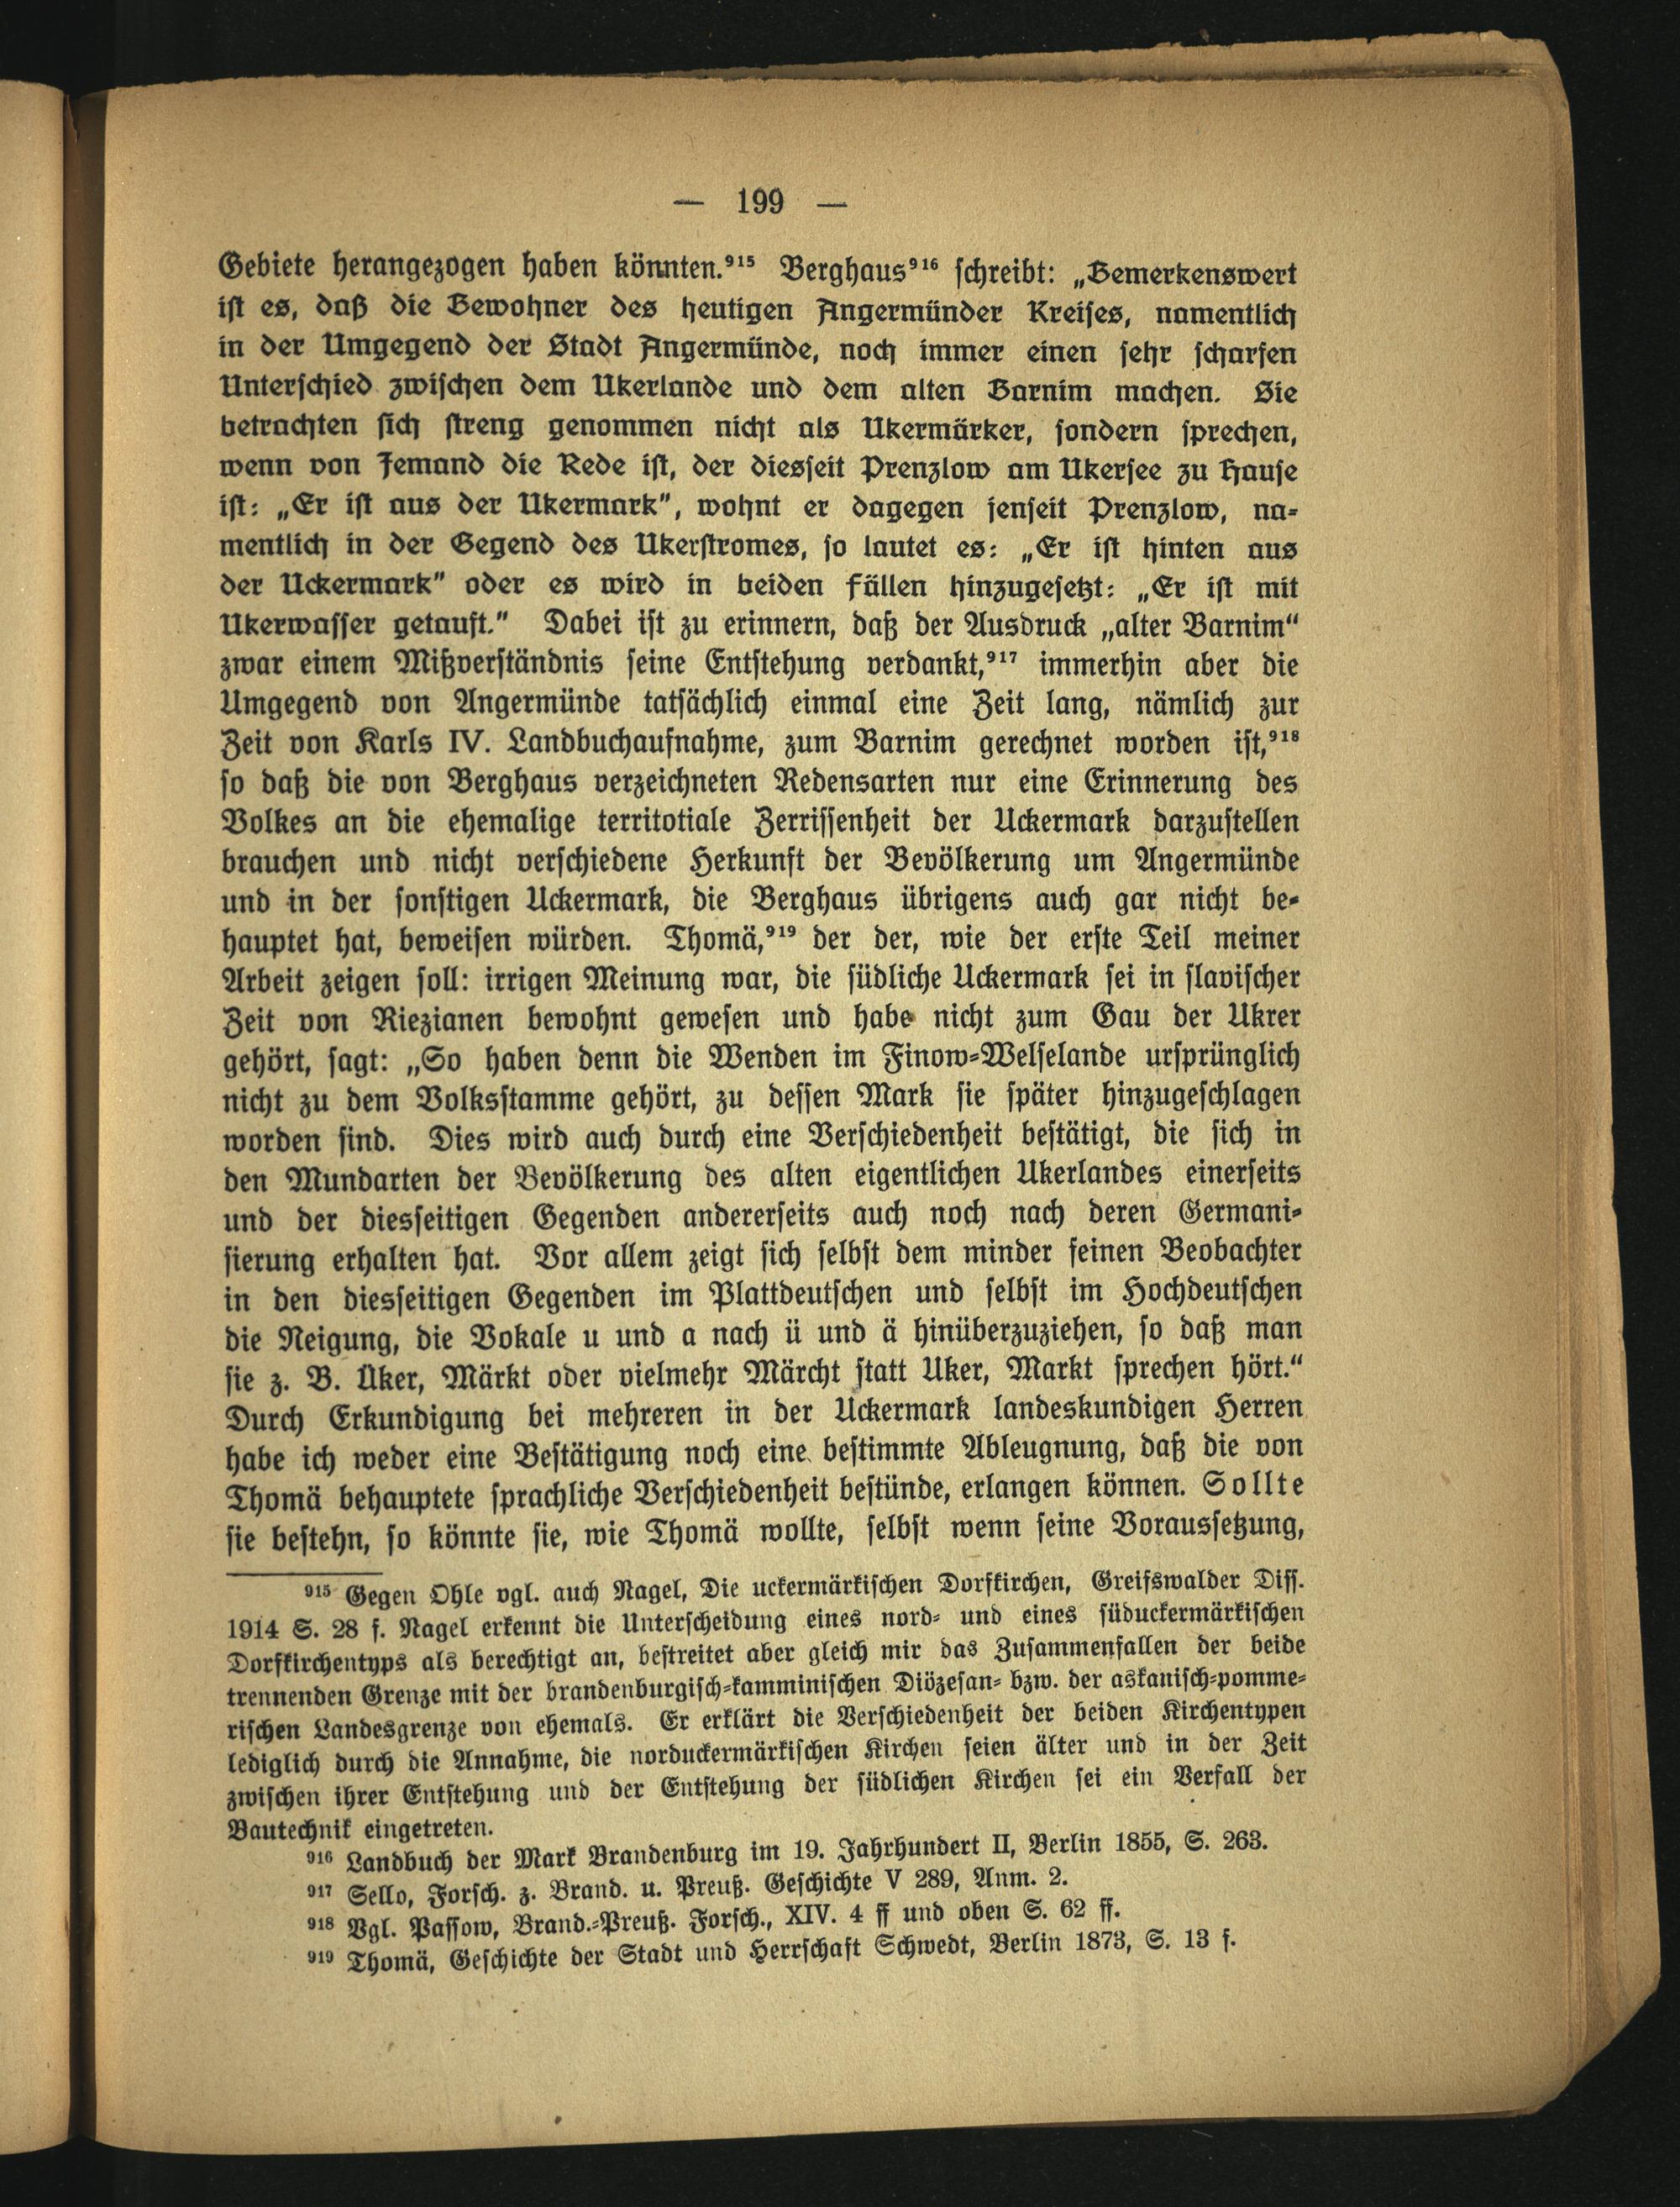 — 199 —
Gebiete herangezogen haben könnten.⁹¹⁵ Berghaus⁹¹⁶ schreibt: „Bemerkenswert
ist es, daß die Bewohner des heutigen Angermünder Kreises, namentlich
in der Umgegend der Stadt Angermünde, noch immer einen sehr scharfen
Unterschied zwischen dem Ukerlande und dem alten Barnim machen. Sie
betrachten sich streng genommen nicht als Ukermärker, sondern sprechen,
wenn von Jemand die Rede ist, der diesseit Prenzlow am Ukersee zu Hause
ist: „Er ist aus der Ukermark", wohnt er dagegen jenseit Prenzlow, na-
mentlich in der Gegend des Ukerstromes, so lautet es: „Er ist hinten aus
der Uckermark" oder es wird in beiden Fällen hinzugesetzt: „Er ist mit
Ukerwasser getauft." Dabei ist zu erinnern, daß der Ausdruck „alter Barnim“
zwar einem Mißverständnis seine Entstehung verdankt,⁹¹⁷ immerhin aber die
Umgegend von Angermünde tatsächlich einmal eine Zeit lang, nämlich zur
Zeit von Karls IV. Landbuchaufnahme, zum Barnim gerechnet worden ist,⁹¹⁸
so daß die von Berghaus verzeichneten Redensarten nur eine Erinnerung des
Volkes an die ehemalige territotiale Zerrissenheit der Uckermark darzustellen
brauchen und nicht verschiedene Herkunft der Bevölkerung um Angermünde
und in der sonstigen Uckermark, die Berghaus übrigens auch gar nicht be-
hauptet hat, beweisen würden. Thomä,⁹¹⁹ der der, wie der erste Teil meiner
Arbeit zeigen soll: irrigen Meinung war, die südliche Uckermark sei in slavischer
Zeit von Riezianen bewohnt gewesen und habe nicht zum Gau der Ukrer
gehört, sagt: „So haben denn die Wenden im Finow-Welselande ursprünglich
nicht zu dem Volksstamme gehört, zu dessen Mark sie später hinzugeschlagen
worden sind. Dies wird auch durch eine Verschiedenheit bestätigt, die sich in
den Mundarten der Bevölkerung des alten eigentlichen Ukerlandes einerseits
und der diesseitigen Gegenden andererseits auch noch nach deren Germani-
sierung erhalten hat. Vor allem zeigt sich selbst dem minder feinen Beobachter
in den diesseitigen Gegenden im Plattdeutschen und selbst im Hochdeutschen
die Neigung, die Vokale u und a nach ü und ä hinüberzuziehen, so daß man
sie z. B. Üker, Märkt oder vielmehr Märcht statt Uker, Markt sprechen hört.“
Durch Erkundigung bei mehreren in der Uckermark landeskundigen Herren
habe ich weder eine Bestätigung noch eine bestimmte Ableugnung, daß die von
Thomä behauptete sprachliche Verschiedenheit bestünde, erlangen können. Sollte
sie bestehn, so könnte sie, wie Thomä wollte, selbst wenn seine Voraussetzung,
⁹¹⁵ Gegen Ohle vgl. auch Nagel, Die uckermärkischen Dorfkirchen, Greifswalder Diss.
1914 S. 28 f. Nagel erkennt die Unterscheidung eines nord- und eines süduckermärkischen
Dorfkirchentyps als berechtigt an, bestreitet aber gleich mir das Zusammenfallen der beide
trennenden Grenze mit der brandenburgisch-kamminischen Diözesan- bzw. der askanisch-pomme-
rischen Landesgrenze von ehemals. Er erklärt die Verschiedenheit der beiden Kirchentypen
lediglich durch die Annahme, die norduckermärkischen Kirchen seien älter und in der Zeit
zwischen ihrer Entstehung und der Entstehung der südlichen Kirchen sei ein Verfall der
Bautechnik eingetreten.
⁹¹⁶ Landbuch der Mark Brandenburg im 19. Jahrhundert II, Berlin 1855, S. 263.
⁹¹⁷ Sello, Forsch. z. Brand. u. Preuß. Geschichte V 289, Anm. 2.
⁹¹⁸ Vgl. Passow, Brand.-Preuß. Forsch., XIV. 4 ff und oben S. 62 ff.
⁹¹⁹ Thomä, Geschichte der Stadt und Herrschaft Schwedt, Berlin 1873, S. 13 f.